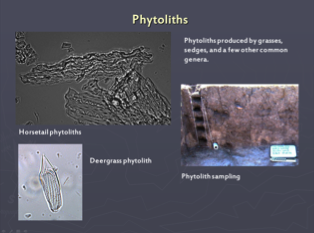 Phytoliths
Phytoliths produced by grasses,
sedges, and a few other common
genera.
Horsetail phytoliths
Deergrass phytolith
Phytolith sampling